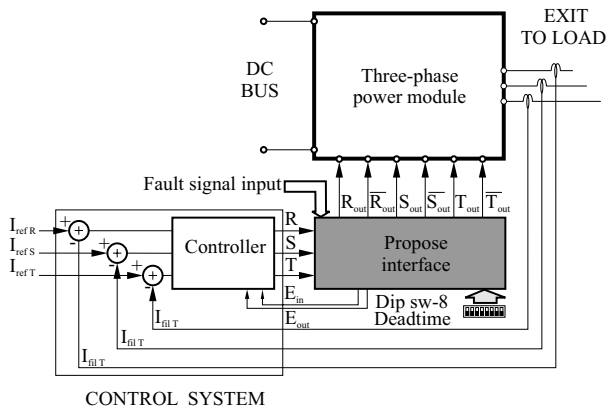 EXIT
TO LOAD
DC
BUS
Three-phase
power module
Fault signal input
R_out
R̅_out
S_out
S̅_out
T_out
T̅_out
I_ref R
I_ref S
I_ref T
+
-
+
-
+
-
Controller
R
S
T
Propose
interface
E_in
E_out
Dip sw-8
Deadtime
I_fil T
I_fil T
I_fil T
CONTROL SYSTEM